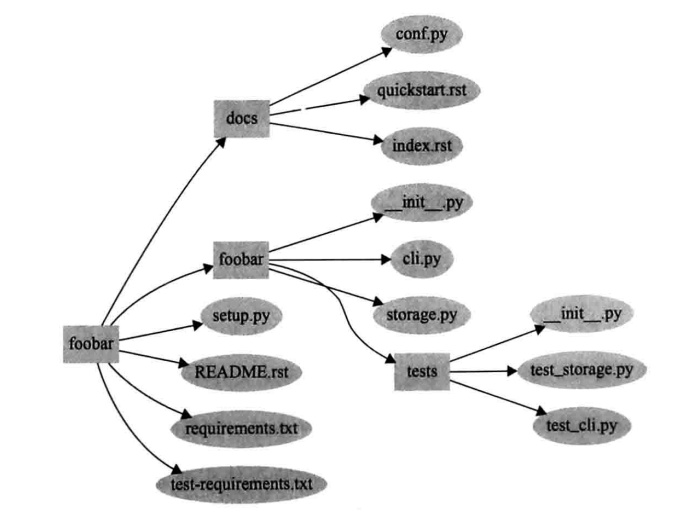 conf.py
quickstart.rst
docs
index.rst
__init__.py
foobar
cli.py
storage.py
setup.py
__init__.py
foobar
README.rst
tests
test_storage.py
requirements.txt
test_cli.py
test-requirements.txt